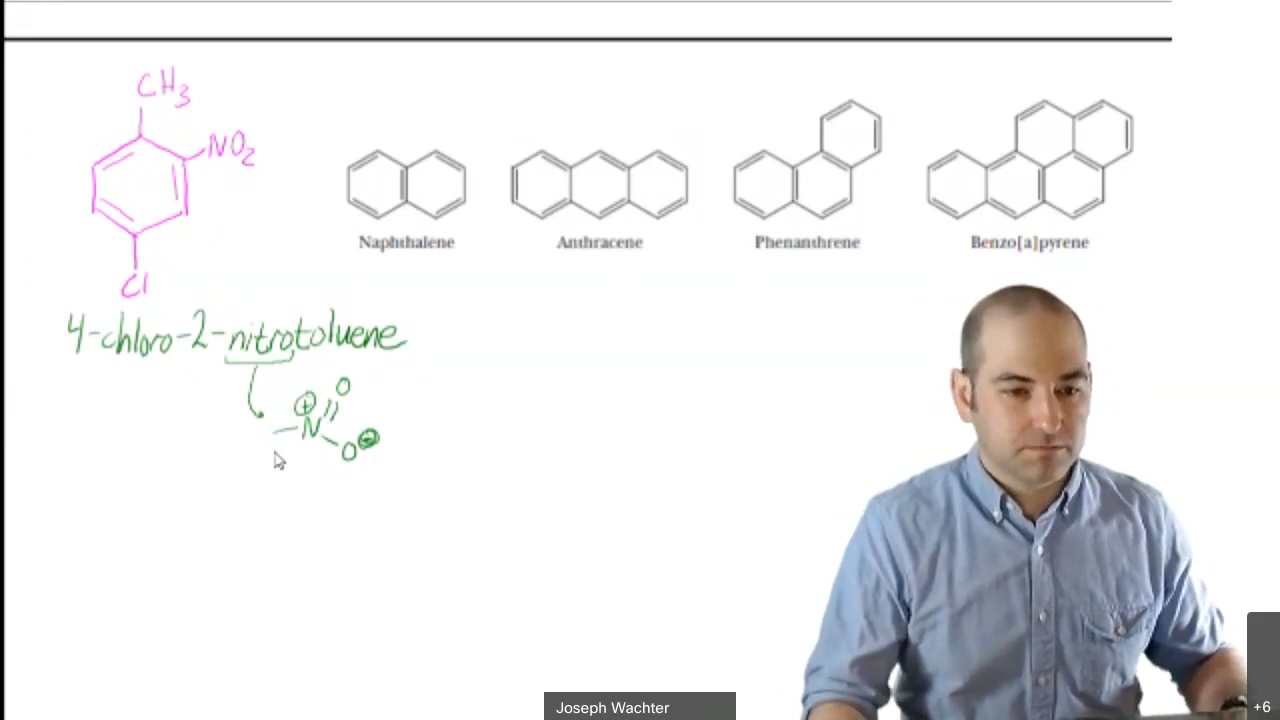 CH3
NO2
Cl
Naphthalene Anthracene Phenanthrene Benzo[a]pyrene
4-chloro-2-nitrotoluene
⊕ O
N
O⊖
Joseph Wachter
+6